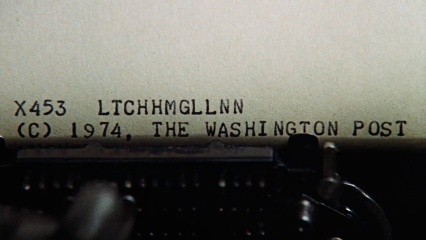 X453 LTCHHMGLLNN
(C) 1974, THE WASHINGTON POST